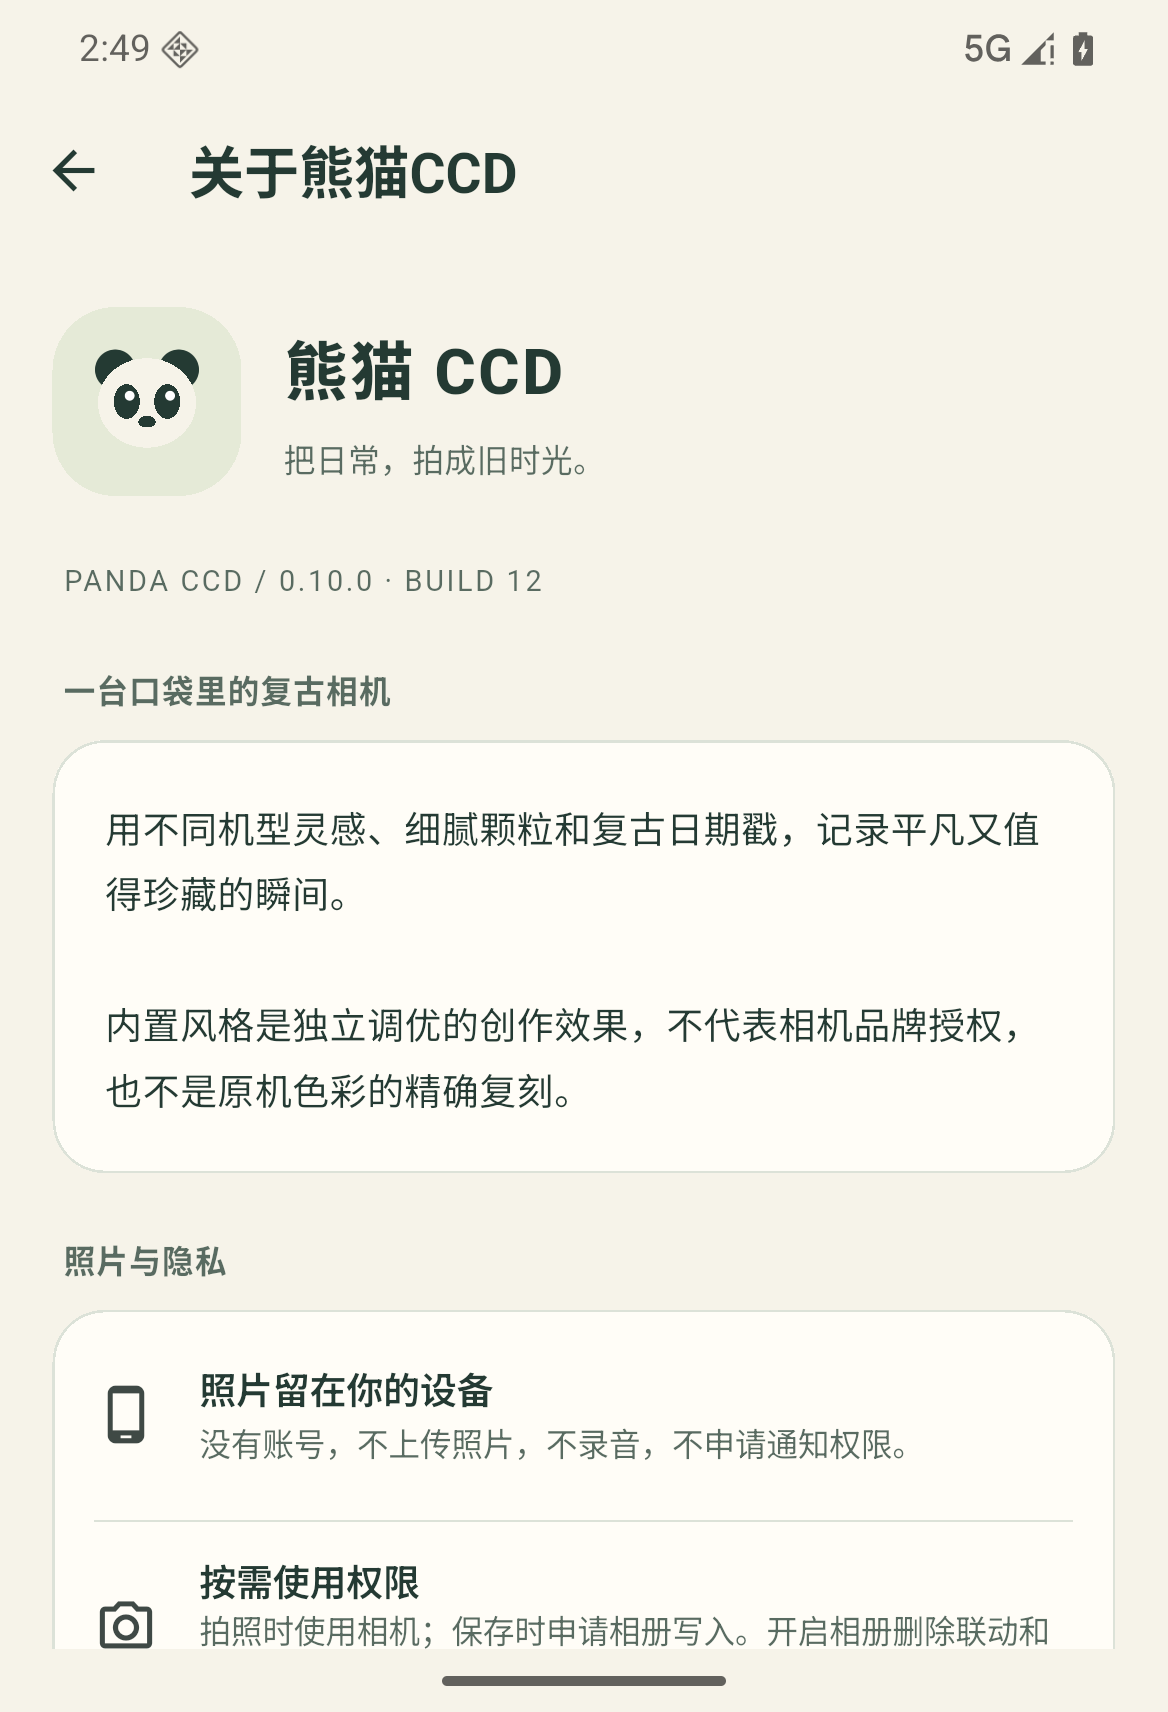 2:49
5G
关于熊猫CCD
熊猫 CCD
把日常，拍成旧时光。
PANDA CCD / 0.10.0 · BUILD 12
一台口袋里的复古相机
用不同机型灵感、细腻颗粒和复古日期戳，记录平凡又值
得珍藏的瞬间。
内置风格是独立调优的创作效果，不代表相机品牌授权，
也不是原机色彩的精确复刻。
照片与隐私
照片留在你的设备
没有账号，不上传照片，不录音，不申请通知权限。
按需使用权限
拍照时使用相机；保存时申请相册写入。开启相册删除联动和